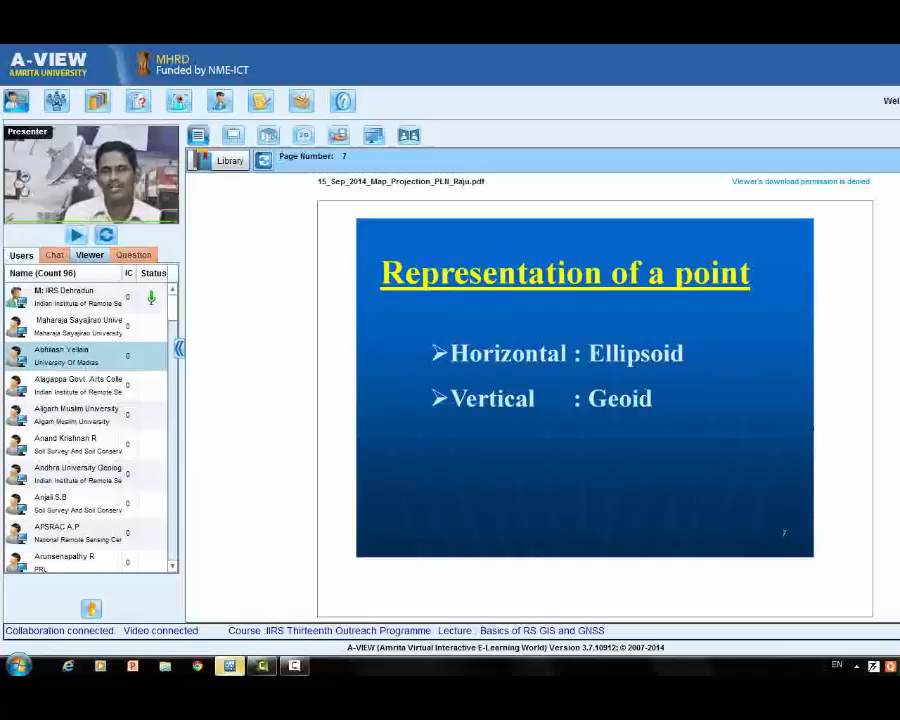 A-VIEW
AMRITA UNIVERSITY
MHRD
Funded by NME-ICT
Wel
Presenter
Library
Page Number: 7
15_Sep_2014_Map_Projection_PLN_Raju.pdf
Viewer's download permission is denied
Users Chat Viewer Question
Name (Count 96) IC Status
M: IRS Dehradun
Indian Institute of Remote Se
0
Maharaja Sayajirao Unive
Maharaja Sayajirao University
0
Abhilash Yellala
University Of Madras
0
Alagappa Govt. Arts Colle
Indian Institute of Remote Se
0
Aligarh Muslim University
Aligarh Muslim University
0
Anand Krishnan R
Soil Survey And Soil Conserv
0
Andhra University Geolog
Indian Institute of Remote Se
0
Anjali.S.B
Soil Survey And Soil Conserv
0
APSRAC A.P
National Remote Sensing Cer
0
Arunsenapathy R
PRL
0
Representation of a point
➢Horizontal : Ellipsoid
➢Vertical : Geoid
7
Collaboration connected. Video connected. Course :IIRS Thirteenth Outreach Programme Lecture : Basics of RS GIS and GNSS
A-VIEW (Amrita Virtual Interactive E-Learning World) Version 3.7.10912; © 2007-2014
EN